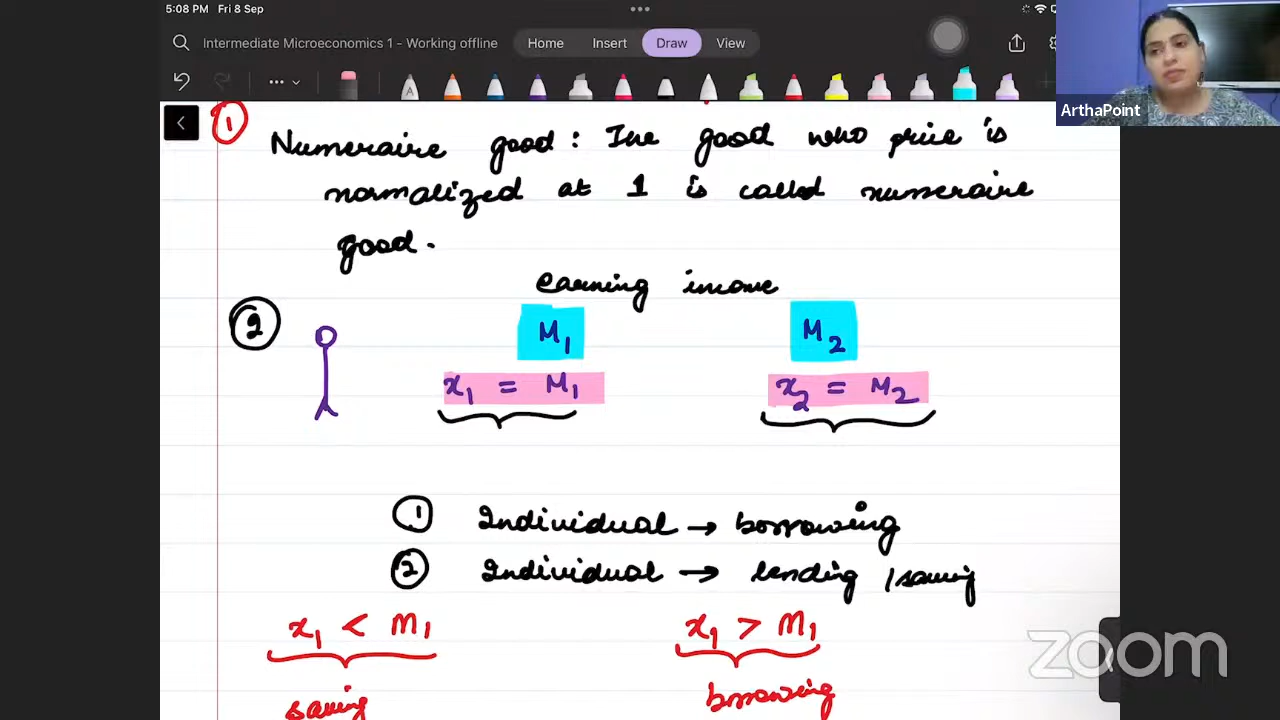 5:08 PM Fri 8 Sep
Intermediate Microeconomics 1 - Working offline
Home Insert Draw View
ArthaPoint
1
Numeraire good : The good who price is
normalized at 1 is called numeraire
good.
earning income
2
M1 M2
x1 = M1 x2 = M2
1 Individual → borrowing
2 Individual → lending / saving
x1 < M1 x1 > M1
saving borrowing
zoom